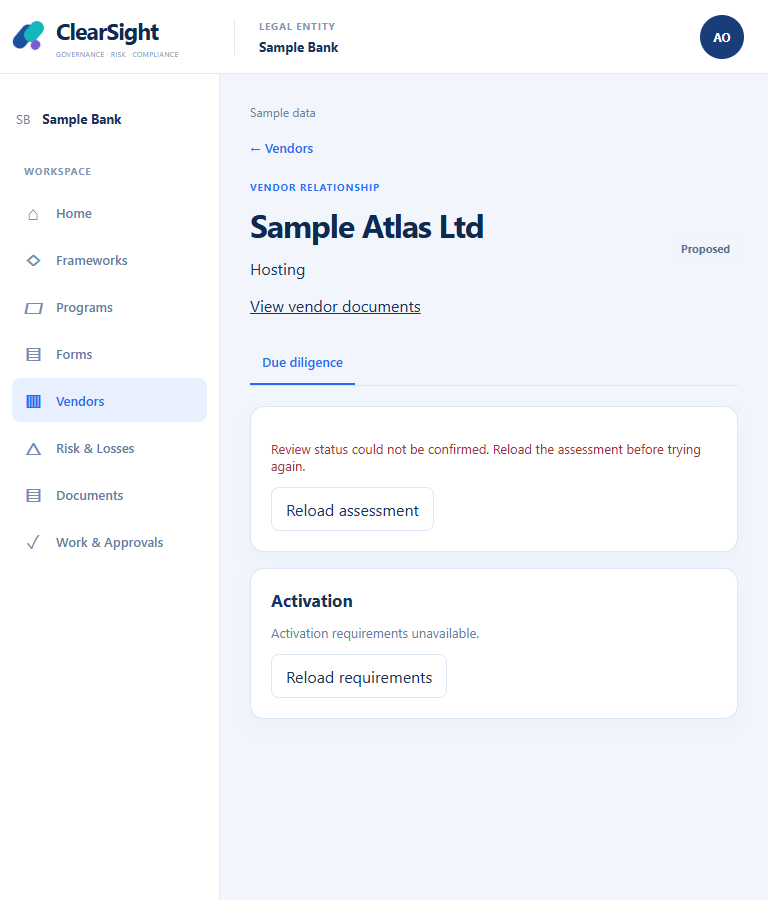 ClearSight
GOVERNANCE · RISK · COMPLIANCE
LEGAL ENTITY
Sample Bank
AO
SB Sample Bank
WORKSPACE
Home
Frameworks
Programs
Forms
Vendors
Risk & Losses
Documents
Work & Approvals
Sample data
← Vendors
VENDOR RELATIONSHIP
Sample Atlas Ltd
Proposed
Hosting
View vendor documents
Due diligence
Review status could not be confirmed. Reload the assessment before trying
again.
Reload assessment
Activation
Activation requirements unavailable.
Reload requirements